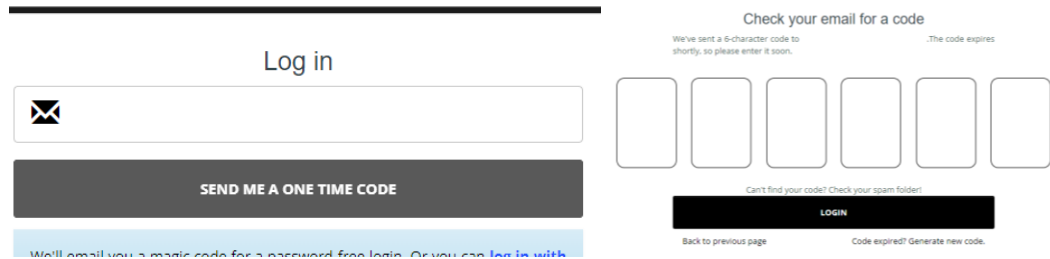 Log in
SEND ME A ONE TIME CODE
We'll email you a magic code for a password-free login. Or you can log in with
Check your email for a code
We've sent a 6-character code to .The code expires
shortly, so please enter it soon.
Can't find your code? Check your spam folder!
LOGIN
Back to previous page Code expired? Generate new code.